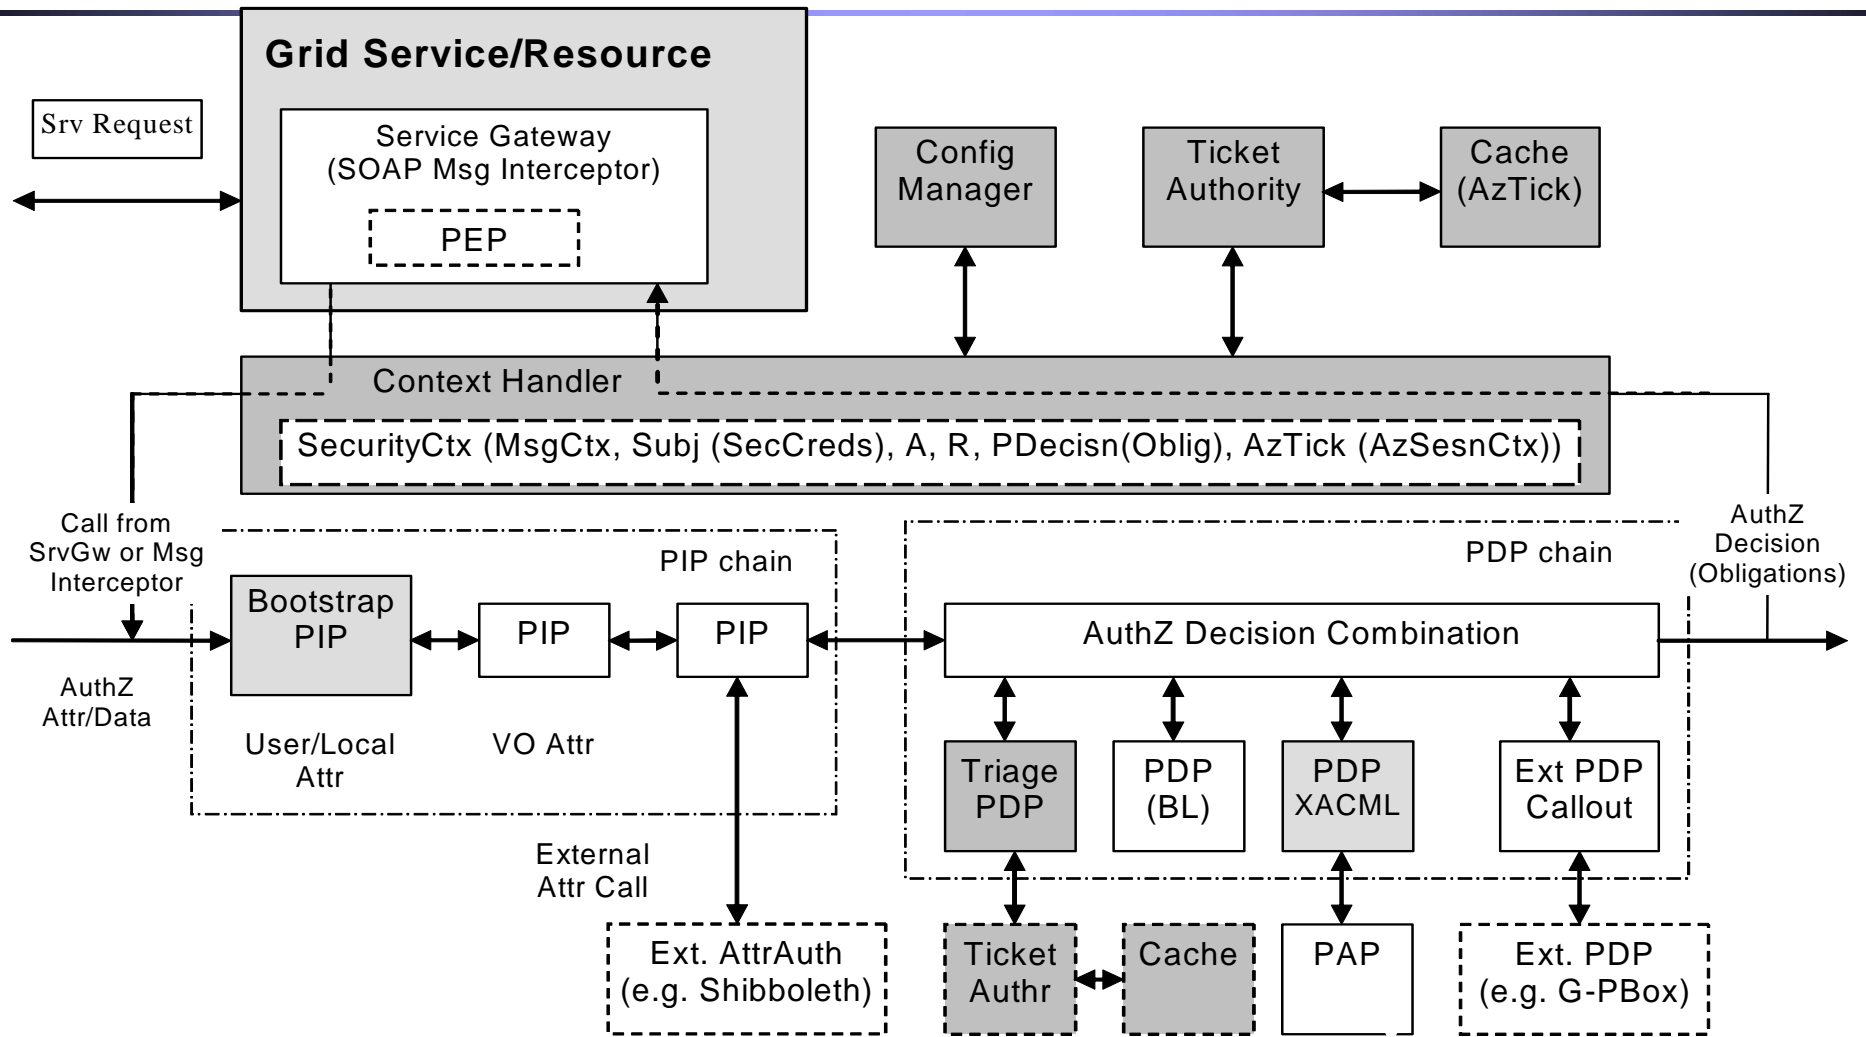 Grid Service/Resource
Srv Request
Service Gateway
(SOAP Msg Interceptor)
PEP
Config
Manager
Ticket
Authority
Cache
(AzTick)
Context Handler
SecurityCtx (MsgCtx, Subj (SecCreds), A, R, PDecisn(Oblig), AzTick (AzSesnCtx))
Call from
SrvGw or Msg
Interceptor
PIP chain
PDP chain
AuthZ
Decision
(Obligations)
Bootstrap
PIP
PIP
PIP
AuthZ Decision Combination
AuthZ
Attr/Data
User/Local
Attr
VO Attr
Triage
PDP
PDP
(BL)
PDP
XACML
Ext PDP
Callout
External
Attr Call
Ext. AttrAuth
(e.g. Shibboleth)
Ticket
Authr
Cache
PAP
Ext. PDP
(e.g. G-PBox)